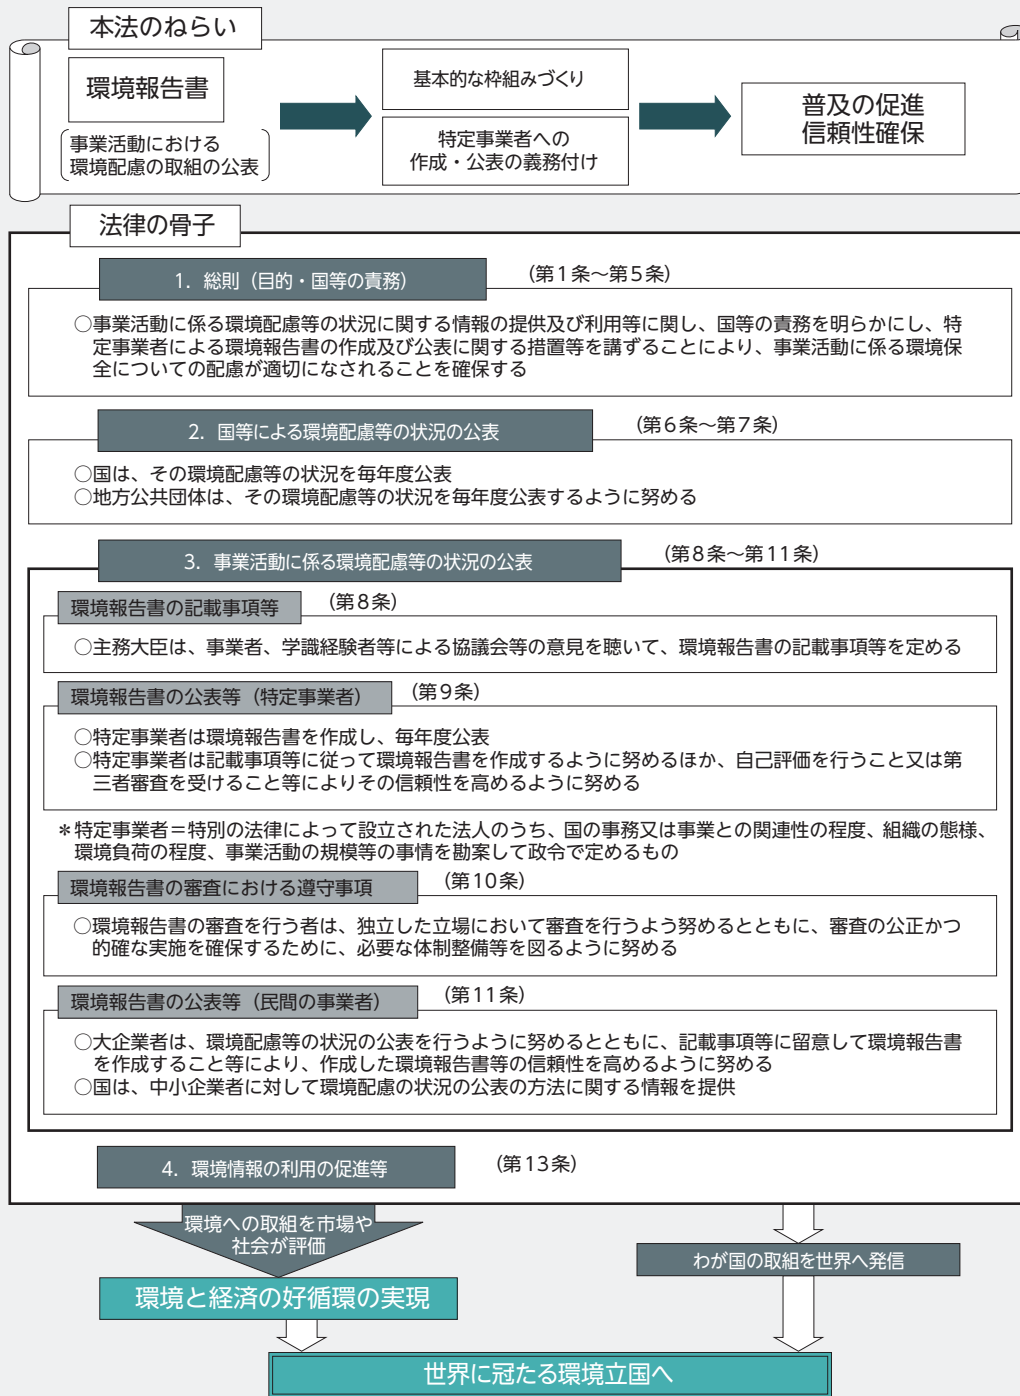 本法のねらい
環境報告書
事業活動における
環境配慮の取組の公表
基本的な枠組みづくり
特定事業者への
作成・公表の義務付け
普及の促進
信頼性確保
法律の骨子
1．総則（目的・国等の責務）
（第1条～第5条）
○事業活動に係る環境配慮等の状況に関する情報の提供及び利用等に関し、国等の責務を明らかにし、特
定事業者による環境報告書の作成及び公表に関する措置等を講ずることにより、事業活動に係る環境保
全についての配慮が適切になされることを確保する
2．国等による環境配慮等の状況の公表
（第6条～第7条）
○国は、その環境配慮等の状況を毎年度公表
○地方公共団体は、その環境配慮等の状況を毎年度公表するように努める
3．事業活動に係る環境配慮等の状況の公表
（第8条～第11条）
環境報告書の記載事項等
（第8条）
○主務大臣は、事業者、学識経験者等による協議会等の意見を聴いて、環境報告書の記載事項等を定める
環境報告書の公表等（特定事業者）
（第9条）
○特定事業者は環境報告書を作成し、毎年度公表
○特定事業者は記載事項等に従って環境報告書を作成するように努めるほか、自己評価を行うこと又は第
三者審査を受けること等によりその信頼性を高めるように努める
＊特定事業者＝特別の法律によって設立された法人のうち、国の事務又は事業との関連性の程度、組織の態様、
環境負荷の程度、事業活動の規模等の事情を勘案して政令で定めるもの
環境報告書の審査における遵守事項
（第10条）
○環境報告書の審査を行う者は、独立した立場において審査を行うよう努めるとともに、審査の公正かつ
的確な実施を確保するために、必要な体制整備等を図るように努める
環境報告書の公表等（民間の事業者）
（第11条）
○大企業者は、環境配慮等の状況の公表を行うように努めるとともに、記載事項等に留意して環境報告書
を作成すること等により、作成した環境報告書等の信頼性を高めるように努める
○国は、中小企業者に対して環境配慮の状況の公表の方法に関する情報を提供
4．環境情報の利用の促進等
（第13条）
環境への取組を市場や
社会が評価
わが国の取組を世界へ発信
環境と経済の好循環の実現
世界に冠たる環境立国へ